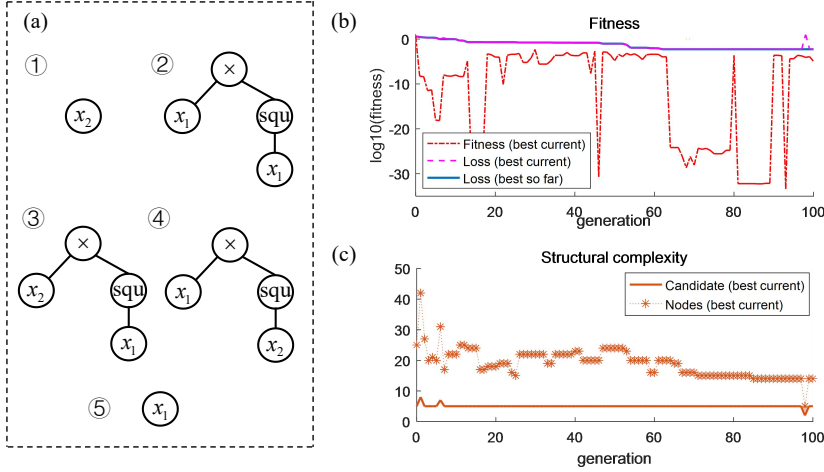 (a)
①
x2
②
×
x1
squ
x1
③
×
x2
squ
x1
④
×
x1
squ
x2
⑤
x1
(b)
Fitness
log10(fitness)
0
-10
-20
-30
Fitness (best current)
Loss (best current)
Loss (best so far)
0 20 40 60 80 100
generation
(c)
Structural complexity
50
40
30
20
10
0
Candidate (best current)
Nodes (best current)
0 20 40 60 80 100
generation